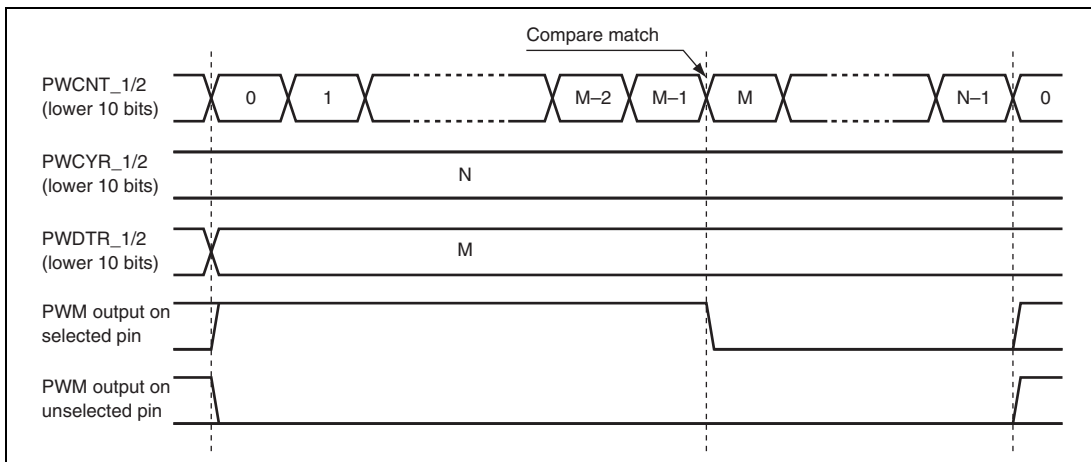 Compare match
PWCNT_1/2
(lower 10 bits)
0 1 M–2 M–1 M N–1 0
PWCYR_1/2
(lower 10 bits)
N
PWDTR_1/2
(lower 10 bits)
M
PWM output on
selected pin
PWM output on
unselected pin